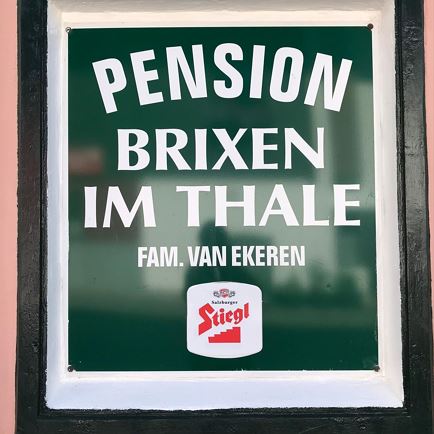 PENSION
BRIXEN
IM THALE
FAM. VAN EKEREN
Salzburger
Stiegl